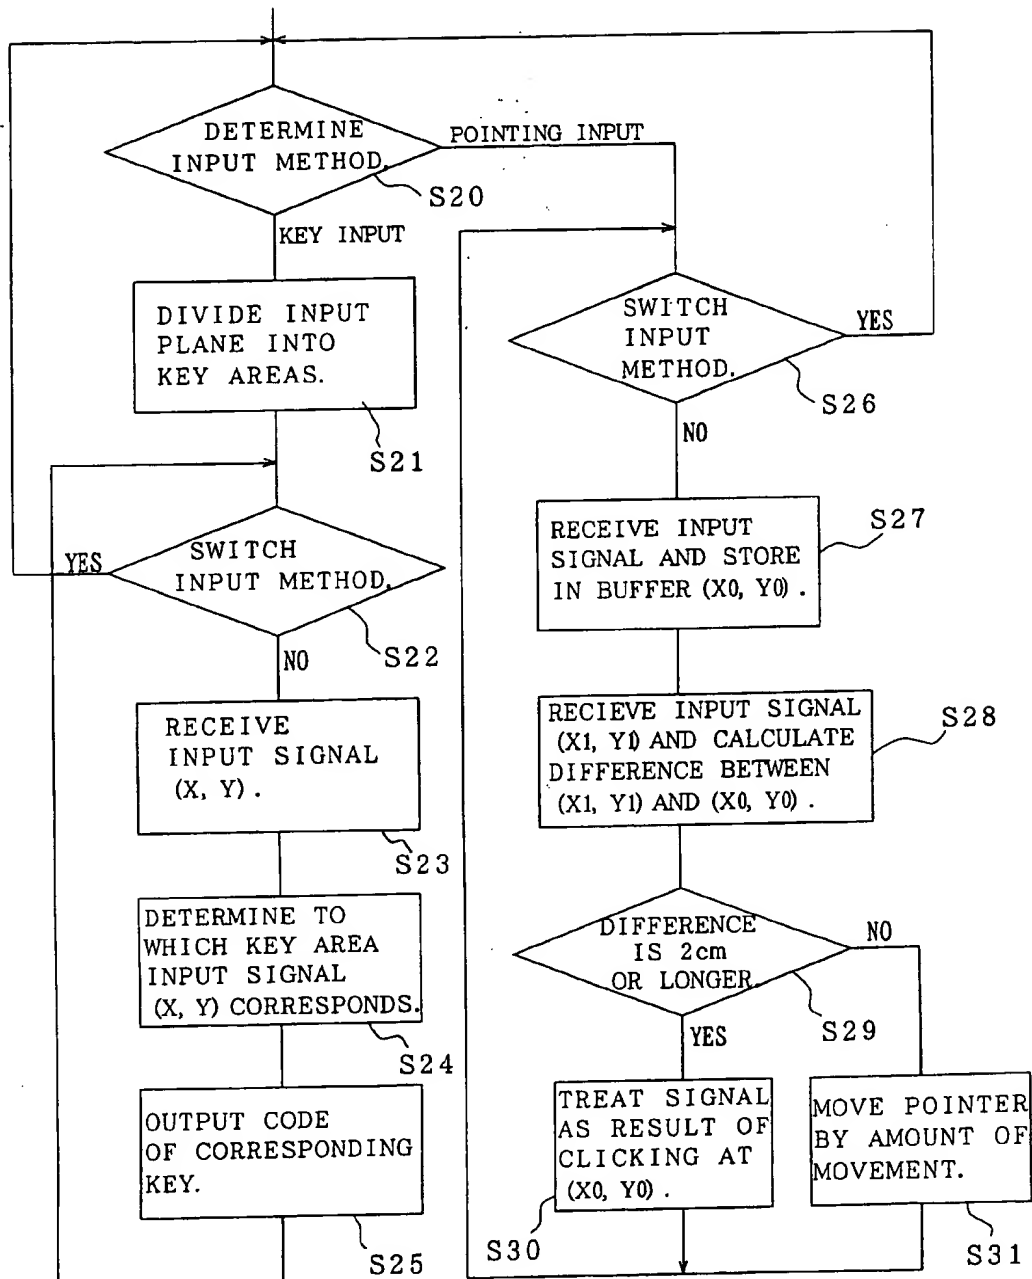 DETERMINE
INPUT METHOD.
S20
POINTING INPUT
KEY INPUT
DIVIDE INPUT
PLANE INTO
KEY AREAS.
S21
SWITCH
INPUT METHOD.
YES
S22
NO
RECEIVE
INPUT SIGNAL
(X, Y).
S23
DETERMINE TO
WHICH KEY AREA
INPUT SIGNAL
(X, Y) CORRESPONDS.
S24
OUTPUT CODE
OF CORRESPONDING
KEY.
S25
SWITCH
INPUT
METHOD.
YES
S26
NO
RECEIVE INPUT
SIGNAL AND STORE
IN BUFFER (X0, Y0).
S27
RECIEVE INPUT SIGNAL
(X1, Y1) AND CALCULATE
DIFFERENCE BETWEEN
(X1, Y1) AND (X0, Y0).
S28
DIFFERENCE
IS 2cm
OR LONGER.
NO
S29
YES
TREAT SIGNAL
AS RESULT OF
CLICKING AT
(X0, Y0).
S30
MOVE POINTER
BY AMOUNT OF
MOVEMENT.
S31